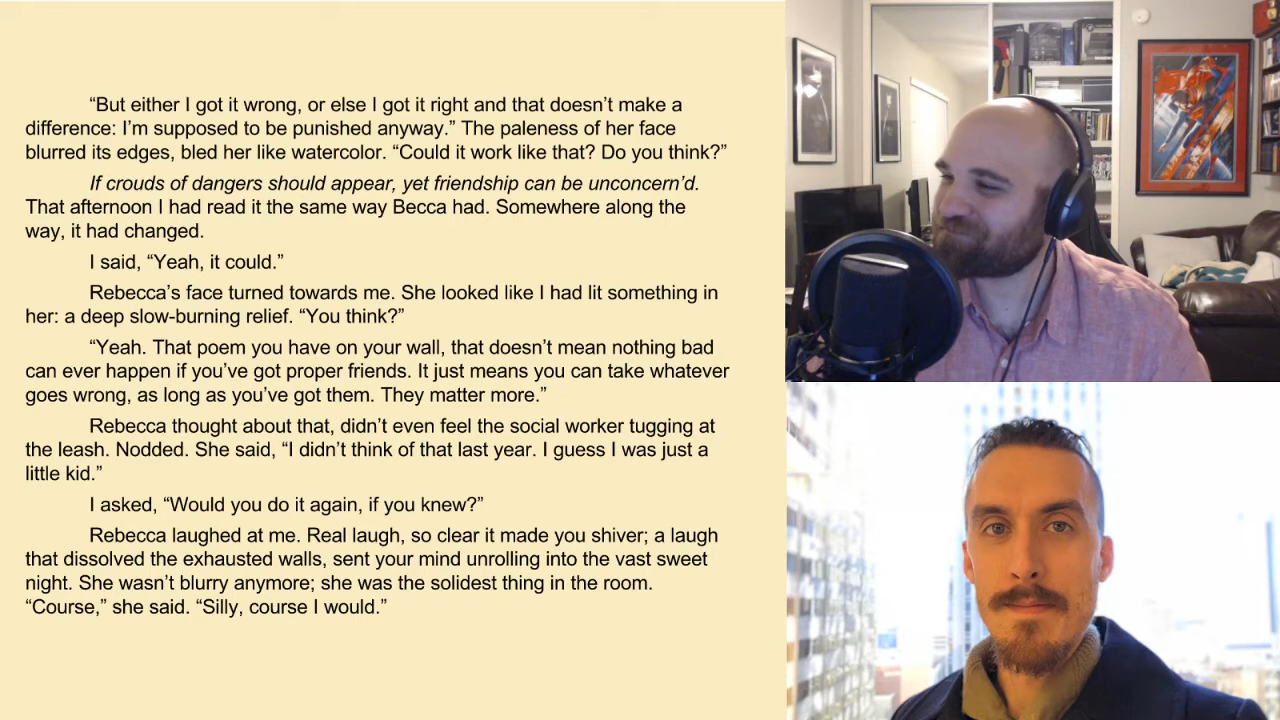 “But either I got it wrong, or else I got it right and that doesn’t make a
difference: I’m supposed to be punished anyway.” The paleness of her face
blurred its edges, bled her like watercolor. “Could it work like that? Do you think?”
If crouds of dangers should appear, yet friendship can be unconcern’d.
That afternoon I had read it the same way Becca had. Somewhere along the
way, it had changed.
I said, “Yeah, it could.”
Rebecca’s face turned towards me. She looked like I had lit something in
her: a deep slow-burning relief. “You think?”
“Yeah. That poem you have on your wall, that doesn’t mean nothing bad
can ever happen if you’ve got proper friends. It just means you can take whatever
goes wrong, as long as you’ve got them. They matter more.”
Rebecca thought about that, didn’t even feel the social worker tugging at
the leash. Nodded. She said, “I didn’t think of that last year. I guess I was just a
little kid.”
I asked, “Would you do it again, if you knew?”
Rebecca laughed at me. Real laugh, so clear it made you shiver; a laugh
that dissolved the exhausted walls, sent your mind unrolling into the vast sweet
night. She wasn’t blurry anymore; she was the solidest thing in the room.
“Course,” she said. “Silly, course I would.”